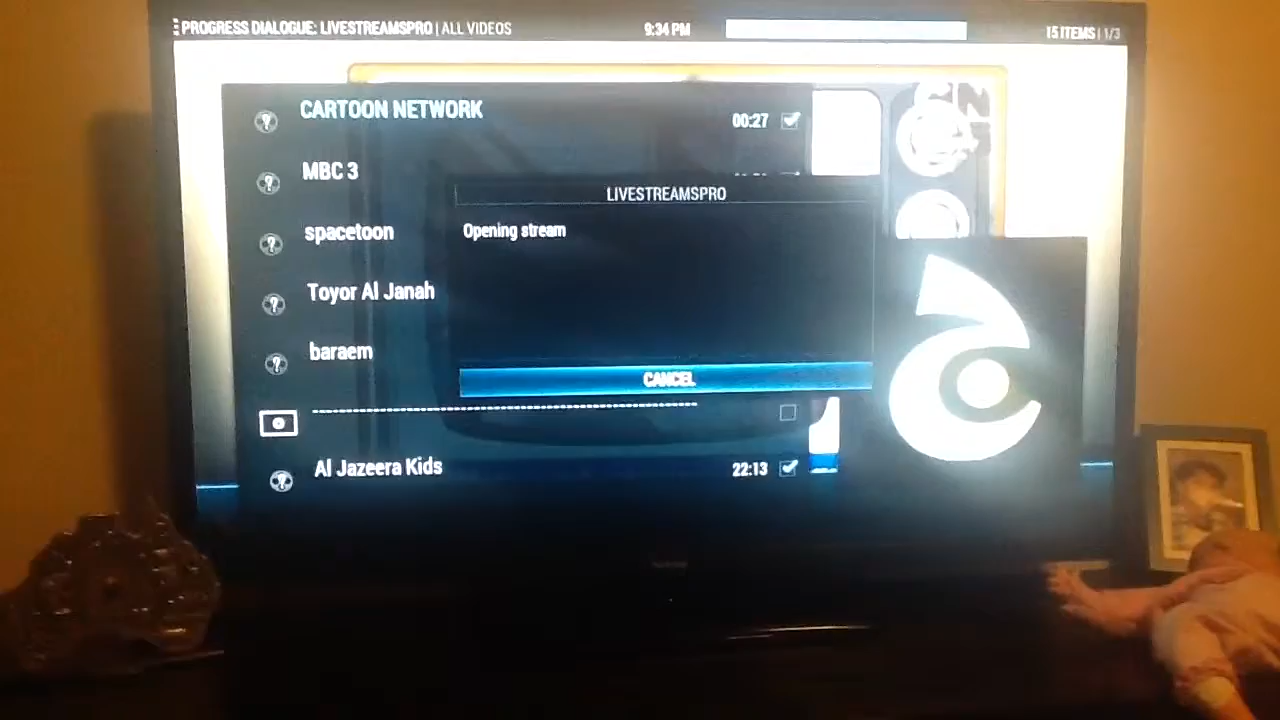 PROGRESS DIALOGUE: LIVESTREAMSPRO | ALL VIDEOS
9:34 PM
15 ITEMS | 1/3
CARTOON NETWORK
00:27
MBC 3
LIVESTREAMSPRO
spacetoon
Opening stream
Toyor Al Janah
baraem
CANCEL
Al Jazeera Kids
22:13